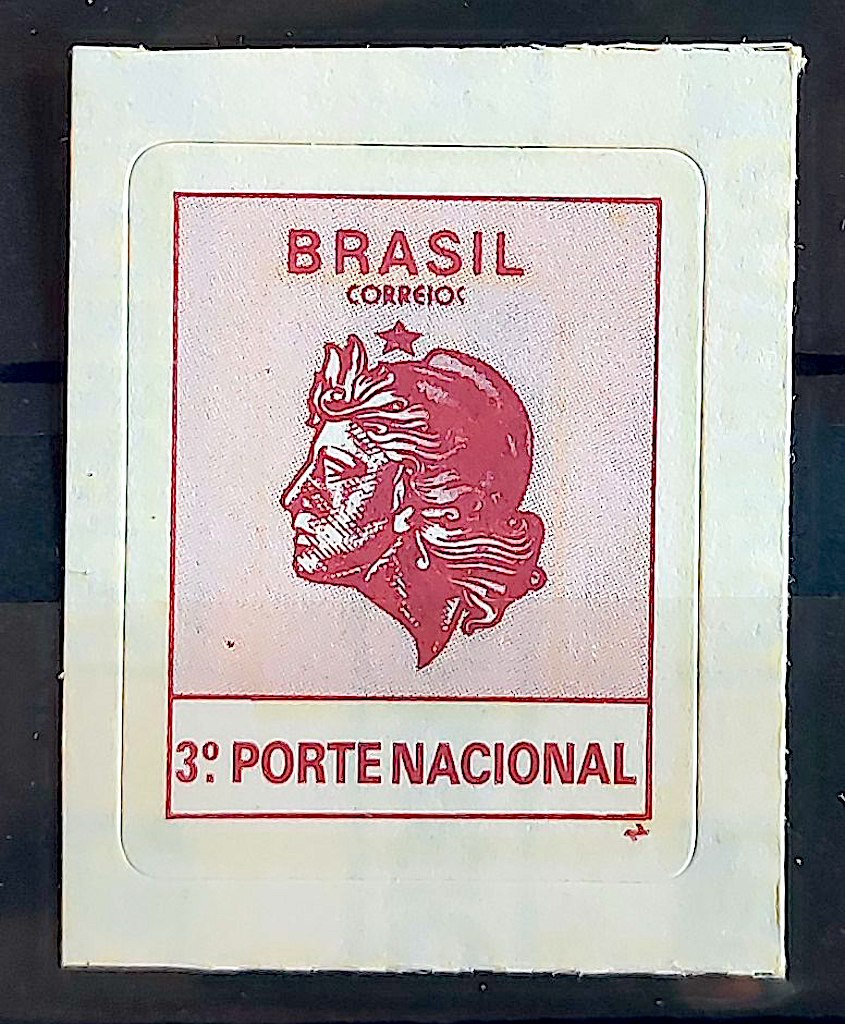 BRASIL
CORREIOS
3º. PORTE NACIONAL